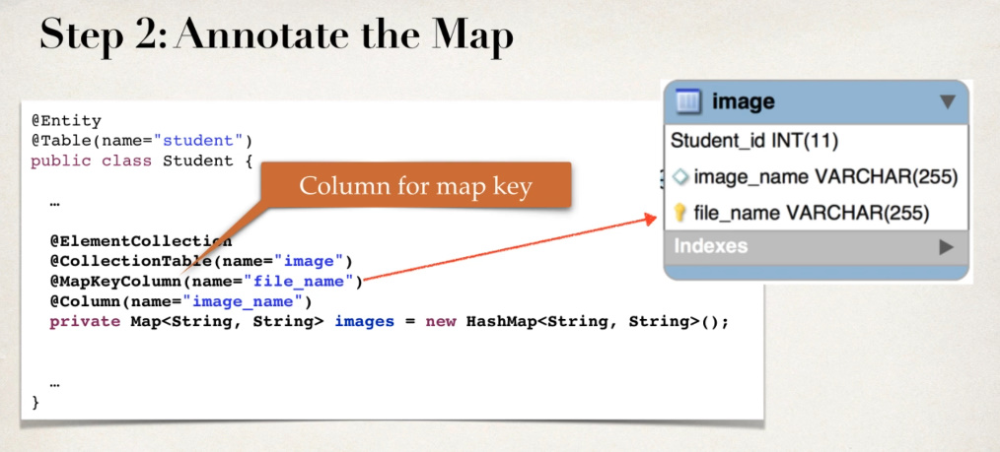 Step 2: Annotate the Map
@Entity
@Table(name="student")
public class Student {
…
Column for map key
@ElementCollection
@CollectionTable(name="image")
@MapKeyColumn(name="file_name")
@Column(name="image_name")
private Map<String, String> images = new HashMap<String, String>();
…
}
image
Student_id INT(11)
image_name VARCHAR(255)
file_name VARCHAR(255)
Indexes